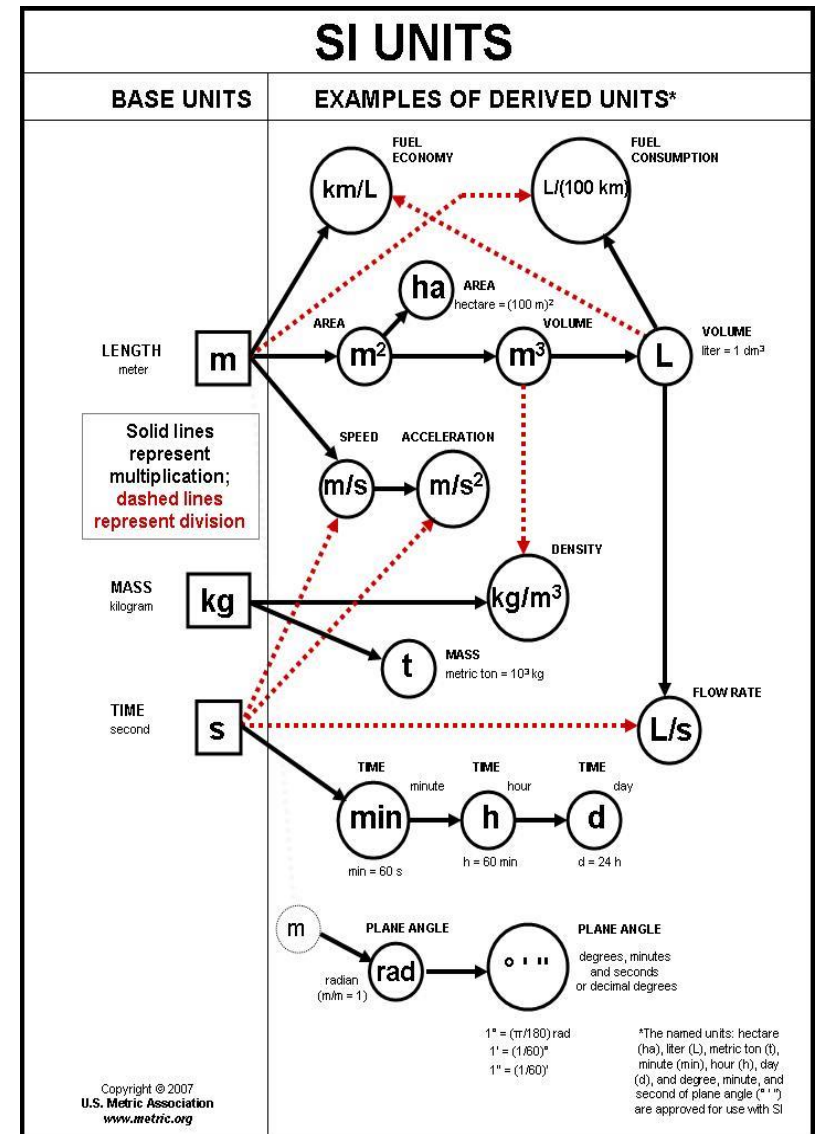 SI UNITS
BASE UNITS
EXAMPLES OF DERIVED UNITS*
FUEL
ECONOMY
km/L
FUEL
CONSUMPTION
L/(100 km)
ha
AREA
hectare = (100 m)²
LENGTH
meter
m
AREA
m²
VOLUME
m³
L
VOLUME
liter = 1 dm³
Solid lines
represent
multiplication;
dashed lines
represent division
SPEED
m/s
ACCELERATION
m/s²
DENSITY
kg/m³
MASS
kilogram
kg
t
MASS
metric ton = 10³ kg
TIME
second
s
FLOW RATE
L/s
TIME
minute
min
min = 60 s
TIME
hour
h
h = 60 min
TIME
day
d
d = 24 h
m
PLANE ANGLE
rad
radian
(m/m = 1)
° ' "
PLANE ANGLE
degrees, minutes
and seconds
or decimal degrees
1° = (π/180) rad
1' = (1/60)°
1" = (1/60)'
*The named units: hectare
(ha), liter (L), metric ton (t),
minute (min), hour (h), day
(d), and degree, minute, and
second of plane angle (° ' ")
are approved for use with SI
Copyright © 2007
U.S. Metric Association
www.metric.org